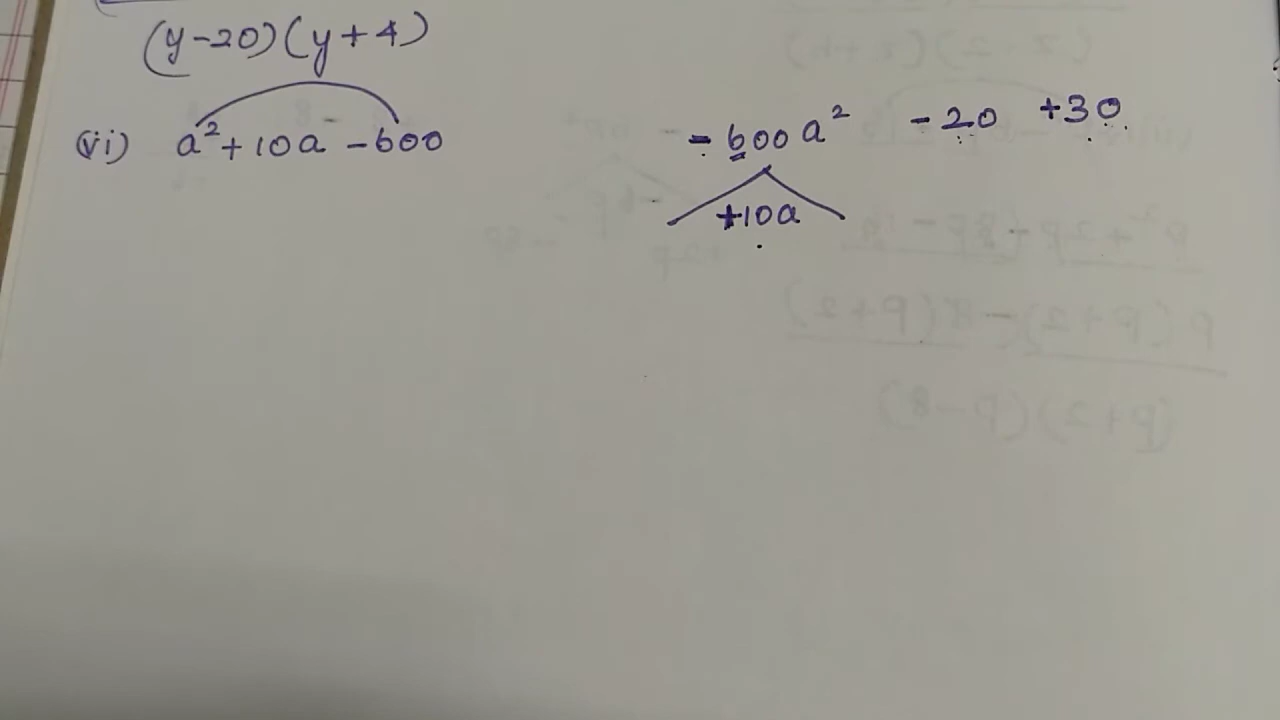 (y-20)(y+4)
(vi) a²+10a -600
-600a² -20 +30
+10a